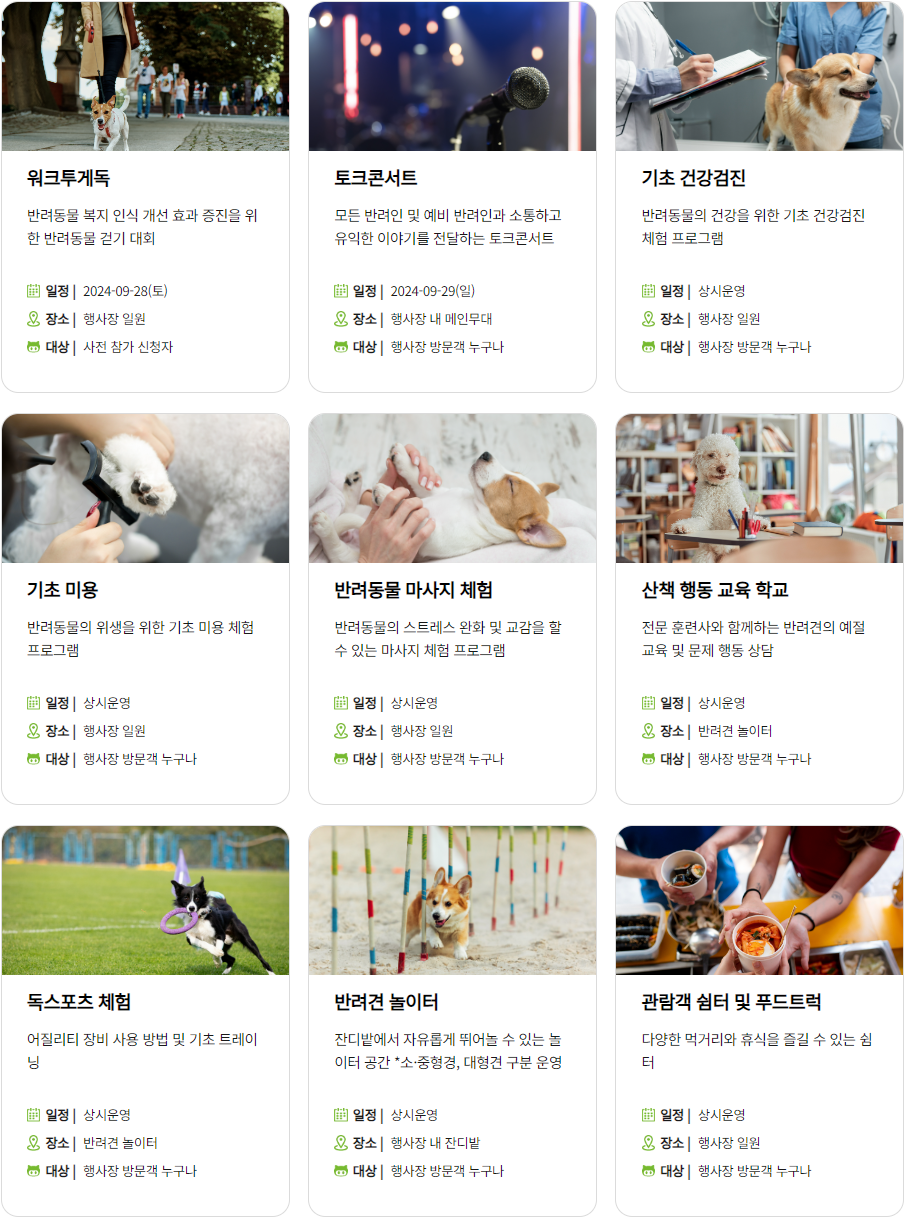 워크투게독
반려동물 복지 인식 개선 효과 증진을 위
한 반려동물 걷기 대회
일정 | 2024-09-28(토)
장소 | 행사장 일원
대상 | 사전 참가 신청자
토크콘서트
모든 반려인 및 예비 반려인과 소통하고
유익한 이야기를 전달하는 토크콘서트
일정 | 2024-09-29(일)
장소 | 행사장 내 메인무대
대상 | 행사장 방문객 누구나
기초 건강검진
반려동물의 건강을 위한 기초 건강검진
체험 프로그램
일정 | 상시운영
장소 | 행사장 일원
대상 | 행사장 방문객 누구나
기초 미용
반려동물의 위생을 위한 기초 미용 체험
프로그램
일정 | 상시운영
장소 | 행사장 일원
대상 | 행사장 방문객 누구나
반려동물 마사지 체험
반려동물의 스트레스 완화 및 교감을 할
수 있는 마사지 체험 프로그램
일정 | 상시운영
장소 | 행사장 일원
대상 | 행사장 방문객 누구나
산책 행동 교육 학교
전문 훈련사와 함께하는 반려견의 예절
교육 및 문제 행동 상담
일정 | 상시운영
장소 | 반려견 놀이터
대상 | 행사장 방문객 누구나
독스포츠 체험
어질리티 장비 사용 방법 및 기초 트레이
닝
일정 | 상시운영
장소 | 반려견 놀이터
대상 | 행사장 방문객 누구나
반려견 놀이터
잔디밭에서 자유롭게 뛰어놀 수 있는 놀
이터 공간 *소·중형경, 대형견 구분 운영
일정 | 상시운영
장소 | 행사장 내 잔디밭
대상 | 행사장 방문객 누구나
관람객 쉼터 및 푸드트럭
다양한 먹거리와 휴식을 즐길 수 있는 쉼
터
일정 | 상시운영
장소 | 행사장 일원
대상 | 행사장 방문객 누구나